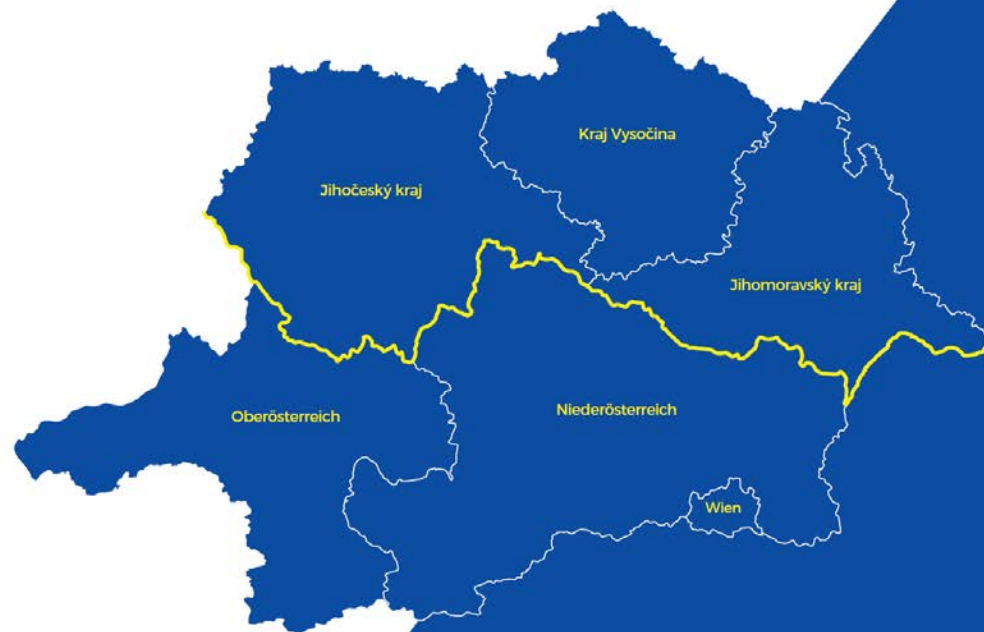 Kraj Vysočina
Jihočeský kraj
Jihomoravský kraj
Oberösterreich
Niederösterreich
Wien